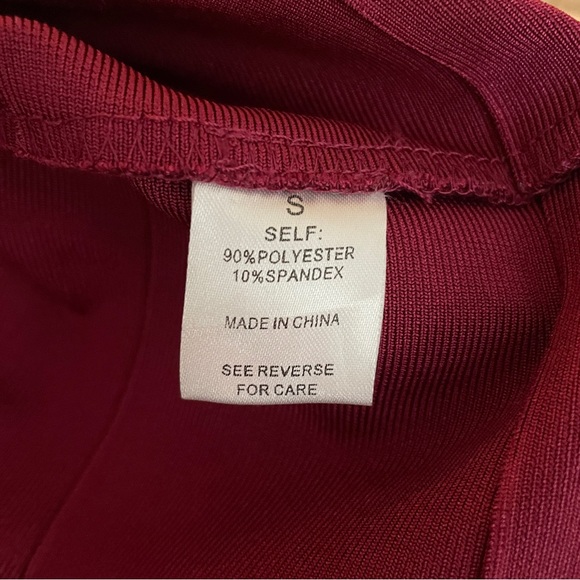 S
SELF:
90%POLYESTER
10%SPANDEX
MADE IN CHINA
SEE REVERSE
FOR CARE